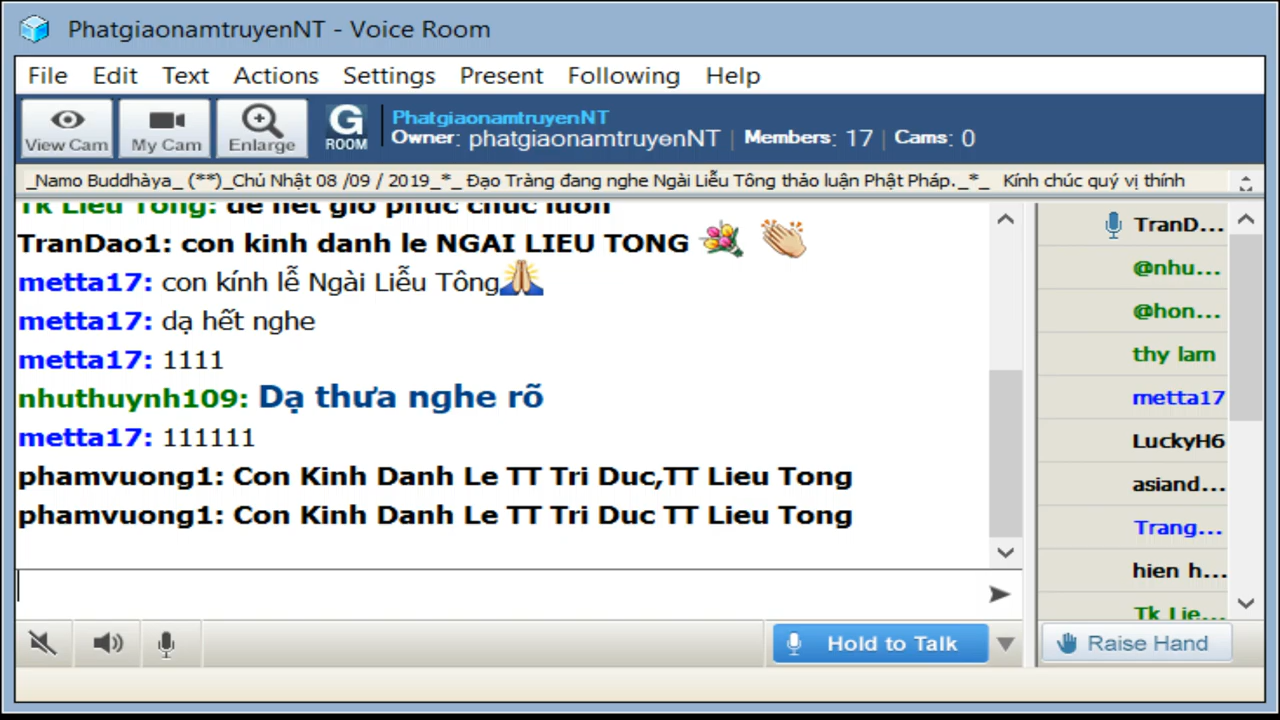 PhatgiaonamtruyenNT - Voice Room
File Edit Text Actions Settings Present Following Help
View Cam My Cam Enlarge G ROOM
PhatgiaonamtruyenNT
Owner: phatgiaonamtruyenNT | Members: 17 | Cams: 0
_Namo Buddhàya_ (**)_Chủ Nhật 08 /09 / 2019_*_ Đạo Tràng đang nghe Ngài Liễu Tông thảo luận Phật Pháp._*_ Kính chúc quý vị thính
Tk Lieu Tong: de het gio phuc chuc luon
TranDao1: con kinh danh le NGAI LIEU TONG
metta17: con kính lễ Ngài Liễu Tông
metta17: dạ hết nghe
metta17: 1111
nhuthuynh109: Dạ thưa nghe rõ
metta17: 111111
phamvuong1: Con Kinh Danh Le TT Tri Duc,TT Lieu Tong
phamvuong1: Con Kinh Danh Le TT Tri Duc TT Lieu Tong
TranD...
@nhu...
@hon...
thy lam
metta17
LuckyH6
asiand...
Trang...
hien h...
Tk Lie...
Hold to Talk
Raise Hand